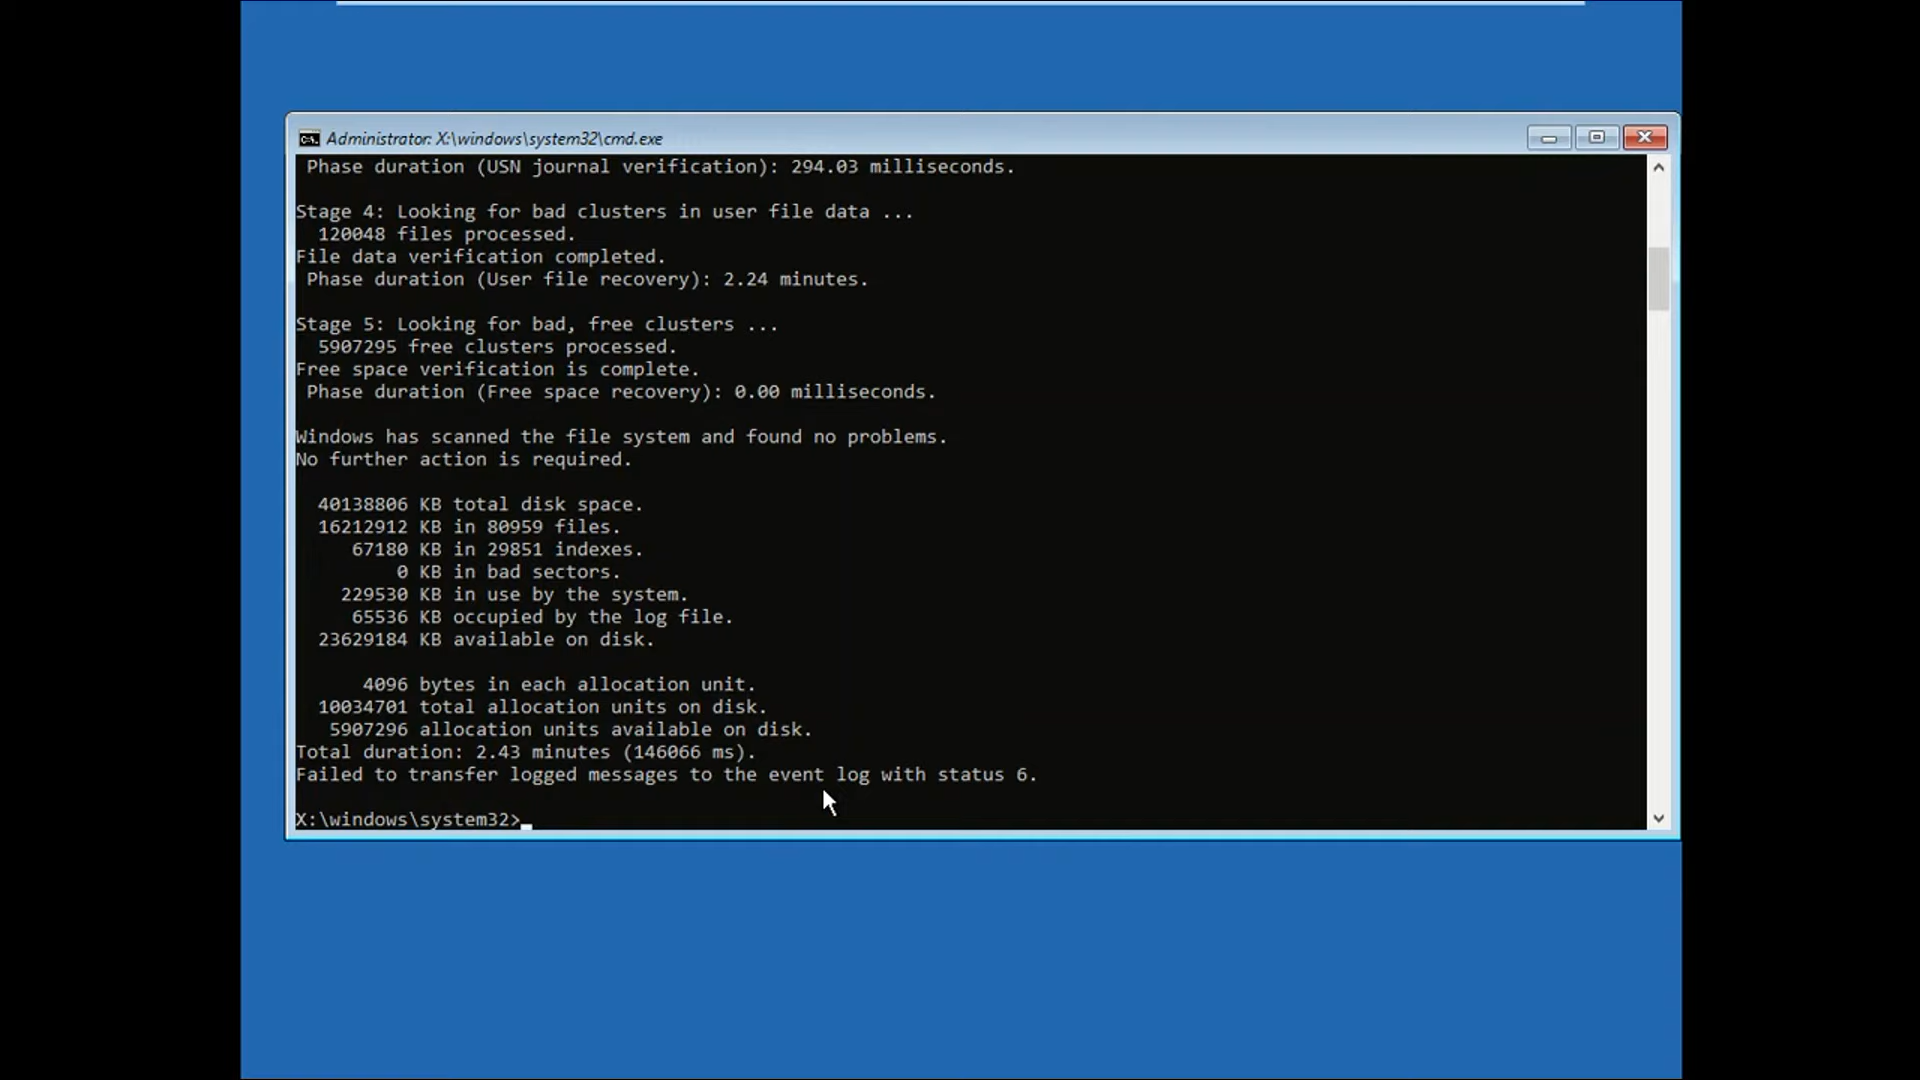 Administrator: X:\windows\system32\cmd.exe
Phase duration (USN journal verification): 294.03 milliseconds.
Stage 4: Looking for bad clusters in user file data ...
120048 files processed.
File data verification completed.
Phase duration (User file recovery): 2.24 minutes.
Stage 5: Looking for bad, free clusters ...
5907295 free clusters processed.
Free space verification is complete.
Phase duration (Free space recovery): 0.00 milliseconds.
Windows has scanned the file system and found no problems.
No further action is required.
40138806 KB total disk space.
16212912 KB in 80959 files.
67180 KB in 29851 indexes.
0 KB in bad sectors.
229530 KB in use by the system.
65536 KB occupied by the log file.
23629184 KB available on disk.
4096 bytes in each allocation unit.
10034701 total allocation units on disk.
5907296 allocation units available on disk.
Total duration: 2.43 minutes (146066 ms).
Failed to transfer logged messages to the event log with status 6.
X:\windows\system32>